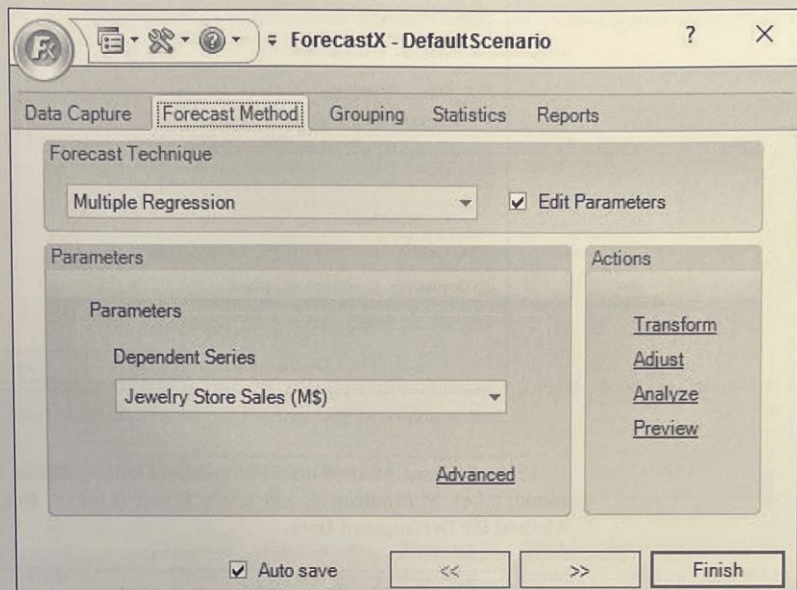 Fx ForecastX - DefaultScenario ? ×
Data Capture Forecast Method Grouping Statistics Reports
Forecast Technique
Multiple Regression Edit Parameters
Parameters Actions
Parameters
Transform
Dependent Series Adjust
Jewelry Store Sales (M$) Analyze
Preview
Advanced
Auto save << >> Finish